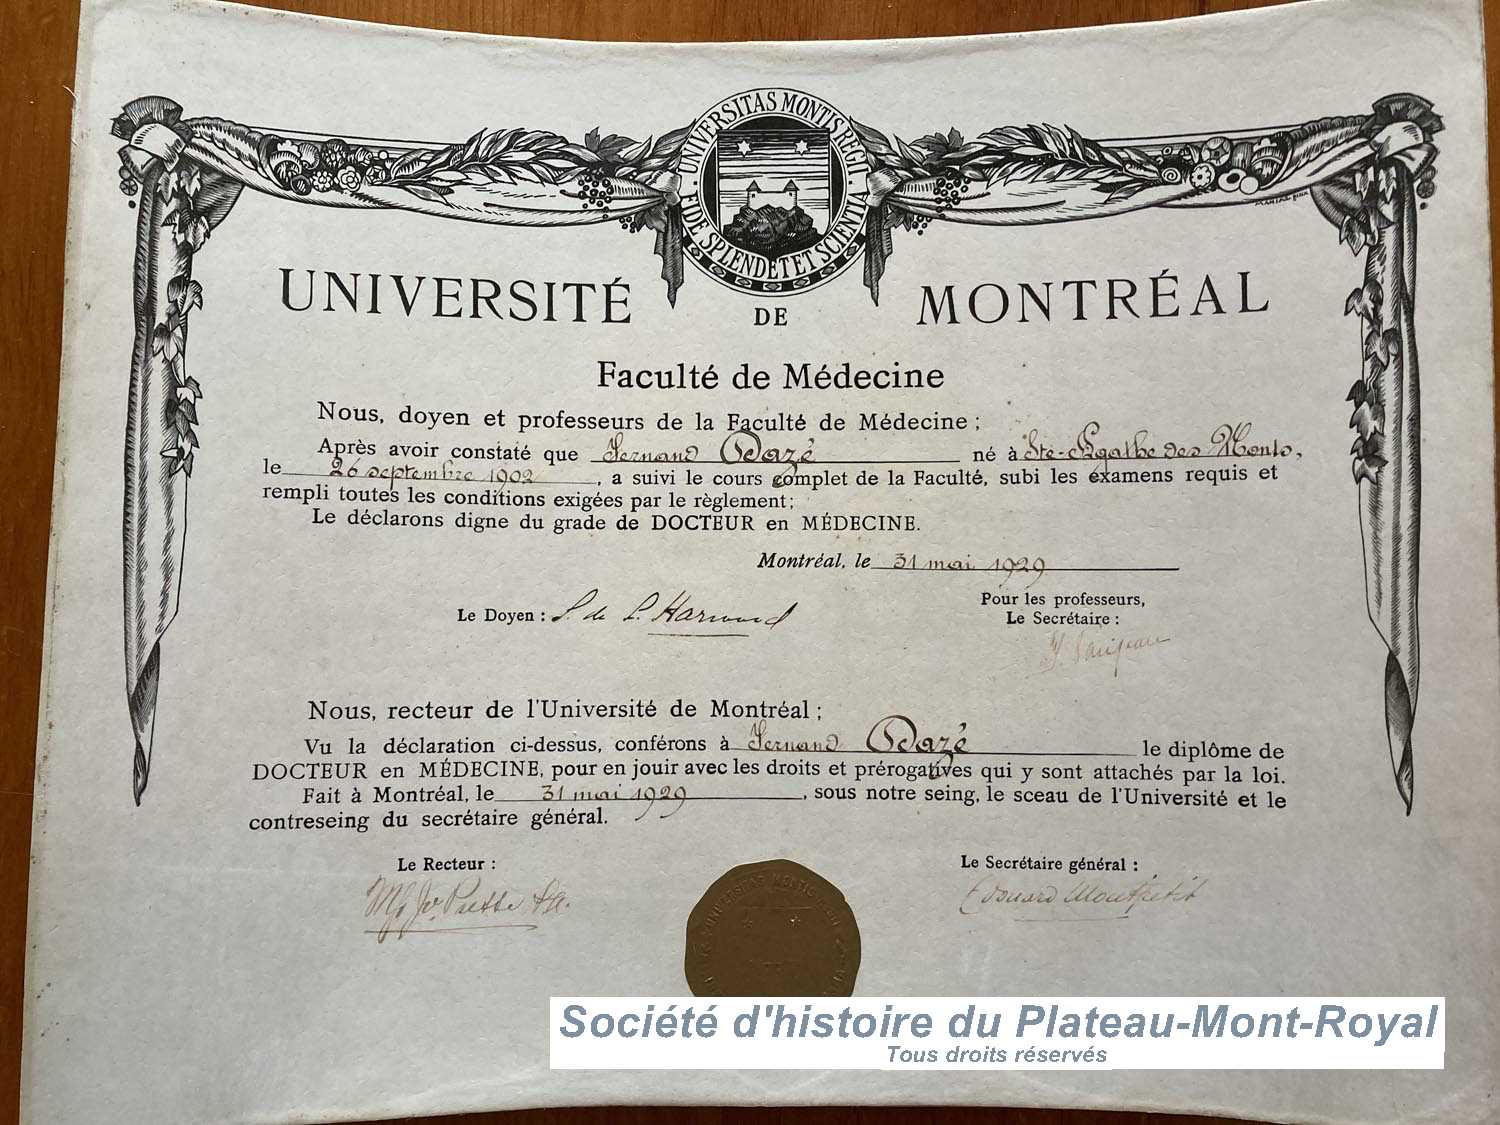 UNIVERSITAS MONTIS REGII
FIDE SPLENDET ET SCIENTIA
UNIVERSITÉ DE MONTRÉAL
Faculté de Médecine
Nous, doyen et professeurs de la Faculté de Médecine ;
Après avoir constaté que Fernand Dazé né à Ste-Agathe des Monts,
le 26 septembre 1902, a suivi le cours complet de la Faculté, subi les examens requis et
rempli toutes les conditions exigées par le règlement;
Le déclarons digne du grade de DOCTEUR en MÉDECINE.
Montréal, le 31 mai 1929
Pour les professeurs,
Le Doyen : L. de L. Harwood
Le Secrétaire :
Nous, recteur de l'Université de Montréal ;
Vu la déclaration ci-dessus, conférons à Fernand Dazé le diplôme de
DOCTEUR en MÉDECINE, pour en jouir avec les droits et prérogatives qui y sont attachés par la loi.
Fait à Montréal, le 31 mai 1929, sous notre seing, le sceau de l'Université et le
contreseing du secrétaire général.
Le Recteur :
Le Secrétaire général :
Edouard Montpetit
Société d'histoire du Plateau-Mont-Royal
Tous droits réservés